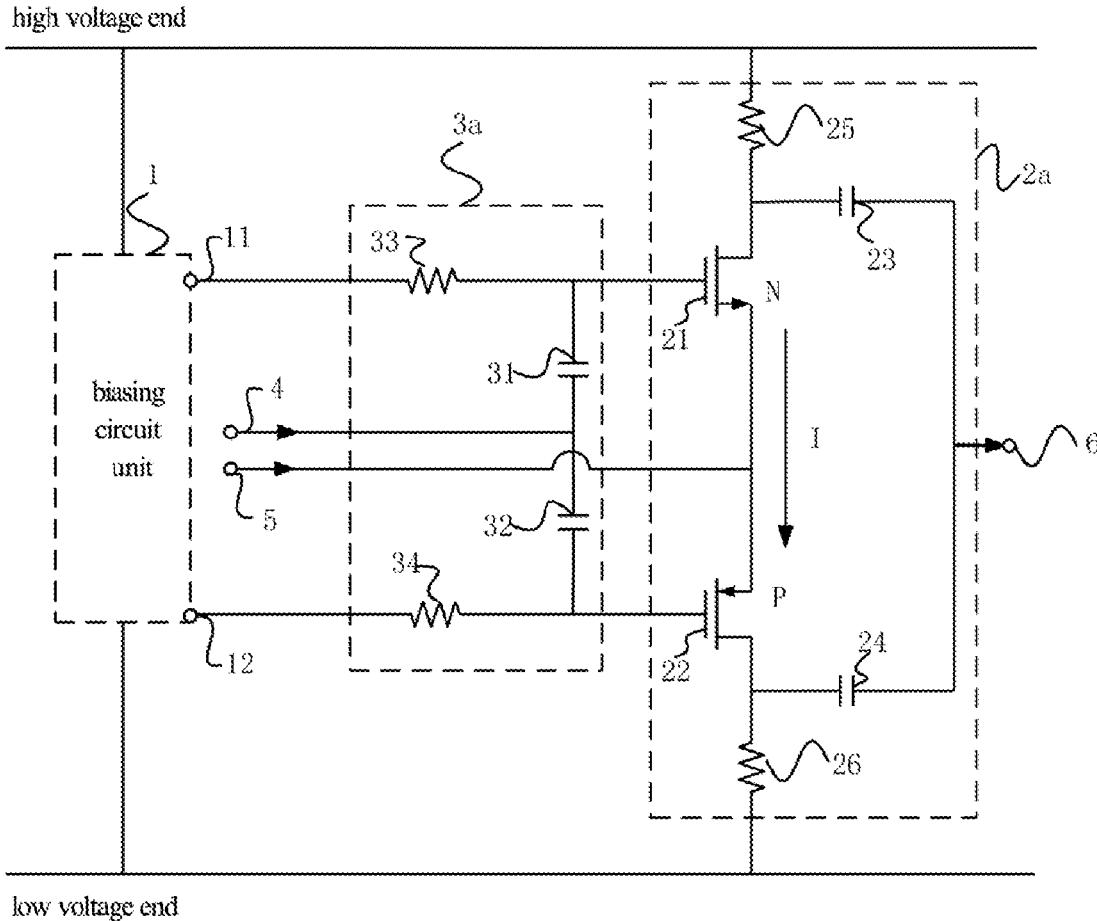 high voltage end
25
3a
2a
1
11
33
23
N
21
31
4
biasing
circuit
unit
I
6
5
32
34
P
24
12
22
26
low voltage end